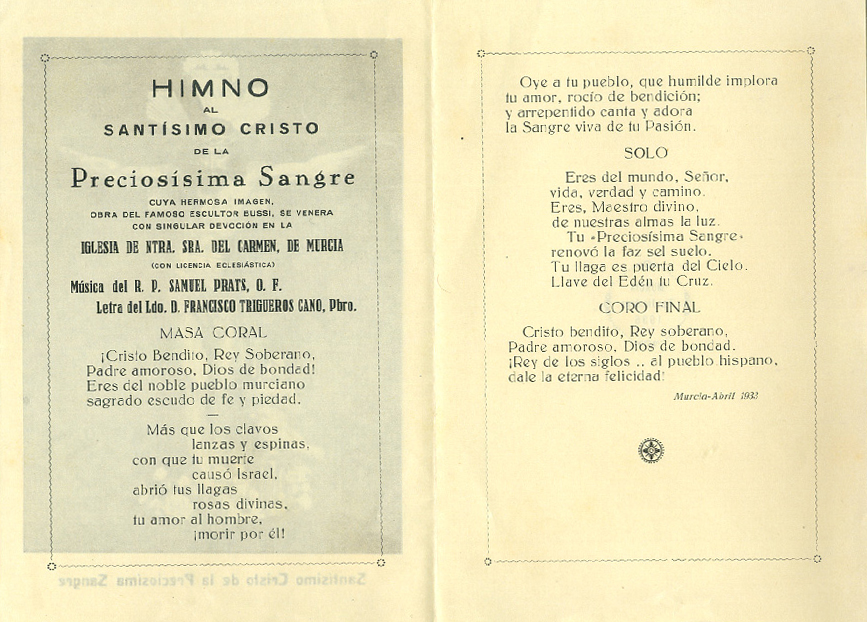 HIMNO
AL
SANTÍSIMO CRISTO
DE LA
Preciosísima Sangre
CUYA HERMOSA IMAGEN,
OBRA DEL FAMOSO ESCULTOR BUSSI, SE VENERA
CON SINGULAR DEVOCIÓN EN LA
IGLESIA DE NTRA. SRA. DEL CARMEN, DE MURCIA
(CON LICENCIA ECLESIÁSTICA)
Música del R. P. SAMUEL PRATS, O. F.
Letra del Ldo. D. FRANCISCO TRIGUEROS CANO, Pbro.
MASA CORAL
¡Cristo Bendito, Rey Soberano,
Padre amoroso, Dios de bondad!
Eres del noble pueblo murciano
sagrado escudo de fe y piedad.
—
Más que los clavos
lanzas y espinas,
con que tu muerte
causó Israel,
abrió tus llagas
rosas divinas,
tu amor al hombre,
¡morir por él!
Santísimo Cristo de la Preciosima Sangre
Oye a tu pueblo, que humilde implora
tu amor, rocío de bendición;
y arrepentido canta y adora
la Sangre viva de tu Pasión.
SOLO
Eres del mundo, Señor,
vida, verdad y camino.
Eres, Maestro divino,
de nuestras almas la luz.
Tu «Preciosísima Sangre»
renovó la faz sel suelo.
Tu llaga es puerta del Cielo.
Llave del Edén tu Cruz.
CORO FINAL
Cristo bendito, Rey soberano,
Padre amoroso, Dios de bondad.
¡Rey de los siglos .. al pueblo hispano,
dale la eterna felicidad!
Murcia-Abril